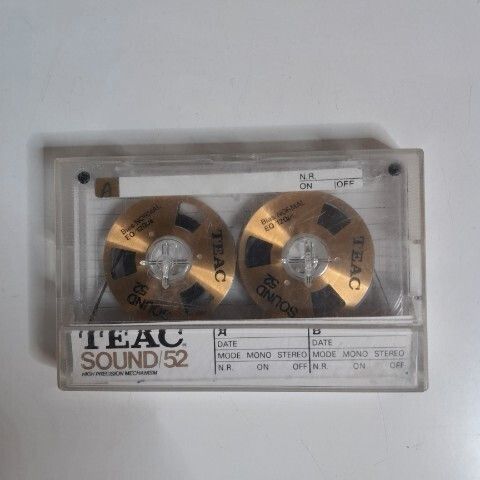 A
N.R.
ON OFF
Bias NORMAL
EQ 120μs
TEAC
SOUND
52
Bias NORMAL
EQ 120μs
TEAC
SOUND
52
TEAC
SOUND/52
HIGH PRECISION MECHANISM
A B
DATE DATE
MODE MONO STEREO MODE MONO STEREO
N.R. ON OFF N.R. ON OFF